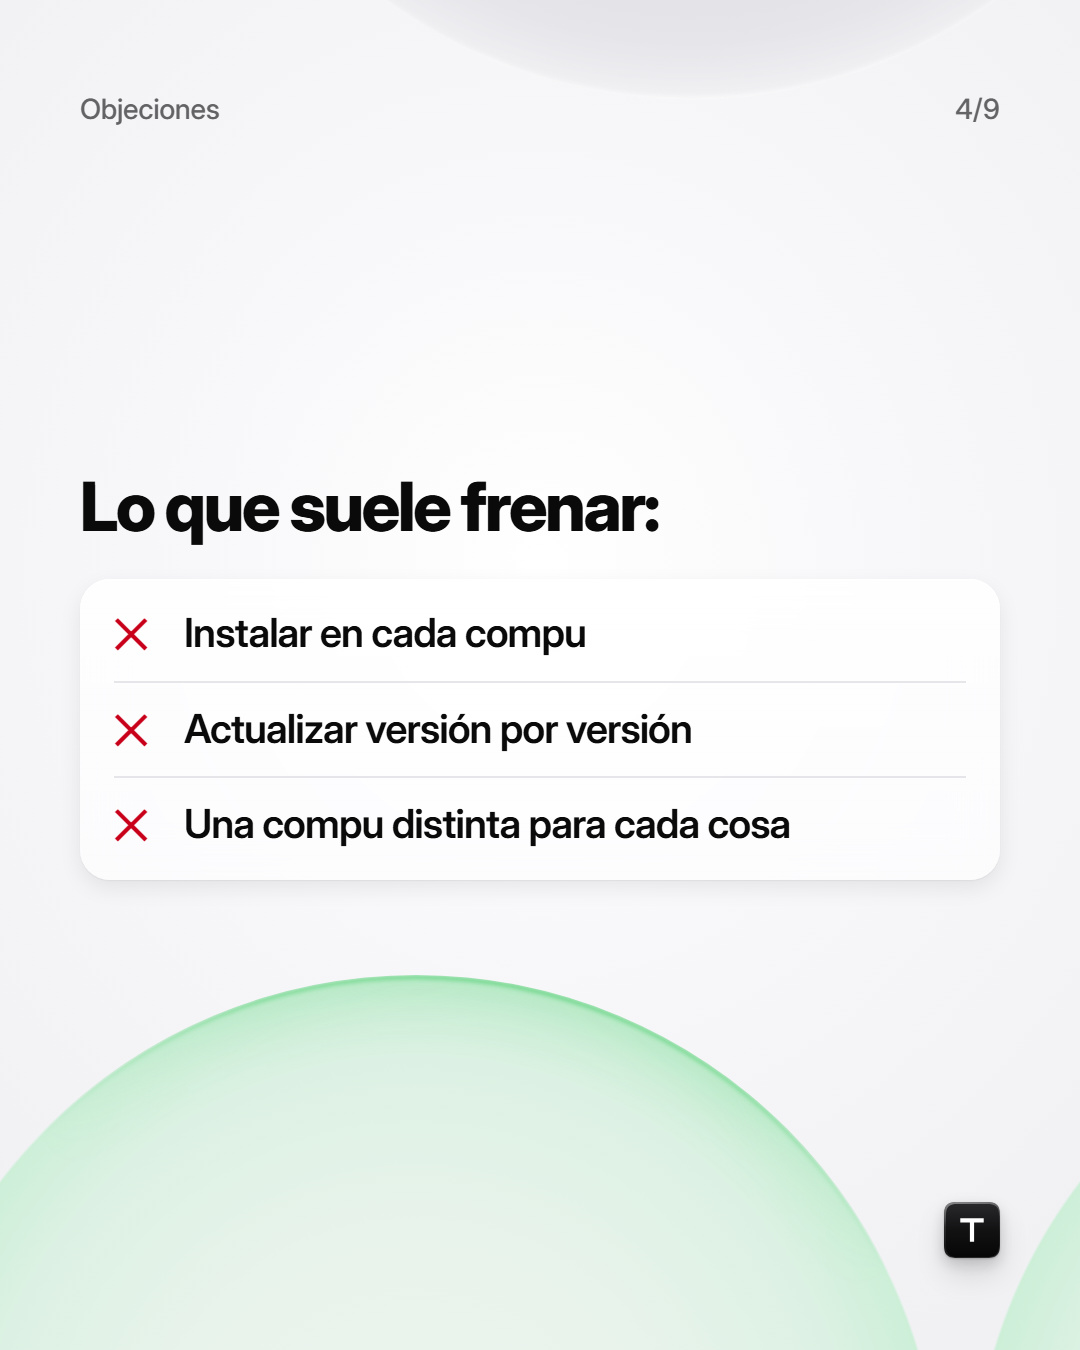 Objeciones
4/9
Lo que suele frenar:
Instalar en cada compu
Actualizar versión por versión
Una compu distinta para cada cosa
T